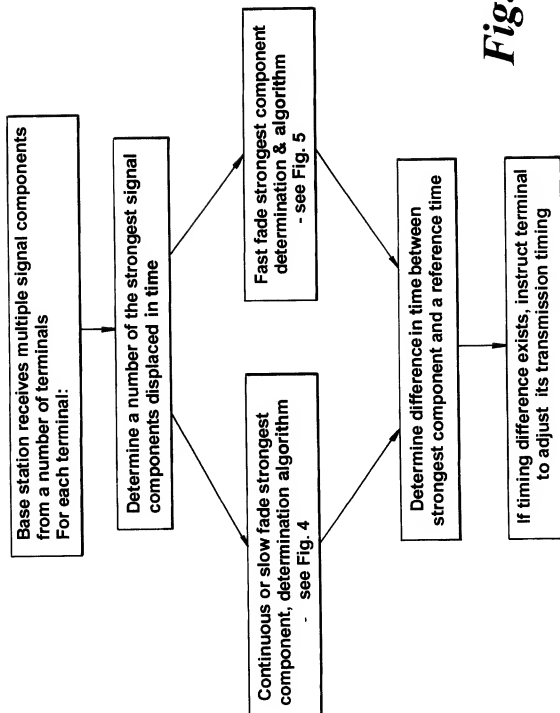 Base station receives multiple signal components
from a number of terminals
For each terminal:
Determine a number of the strongest signal
components displaced in time
Continuous or slow fade strongest
component, determination algorithm
- see Fig. 4
Fast fade strongest component
determination & algorithm
- see Fig. 5
Determine difference in time between
strongest component and a reference time
If timing difference exists, instruct terminal
to adjust its transmission timing
Fig.